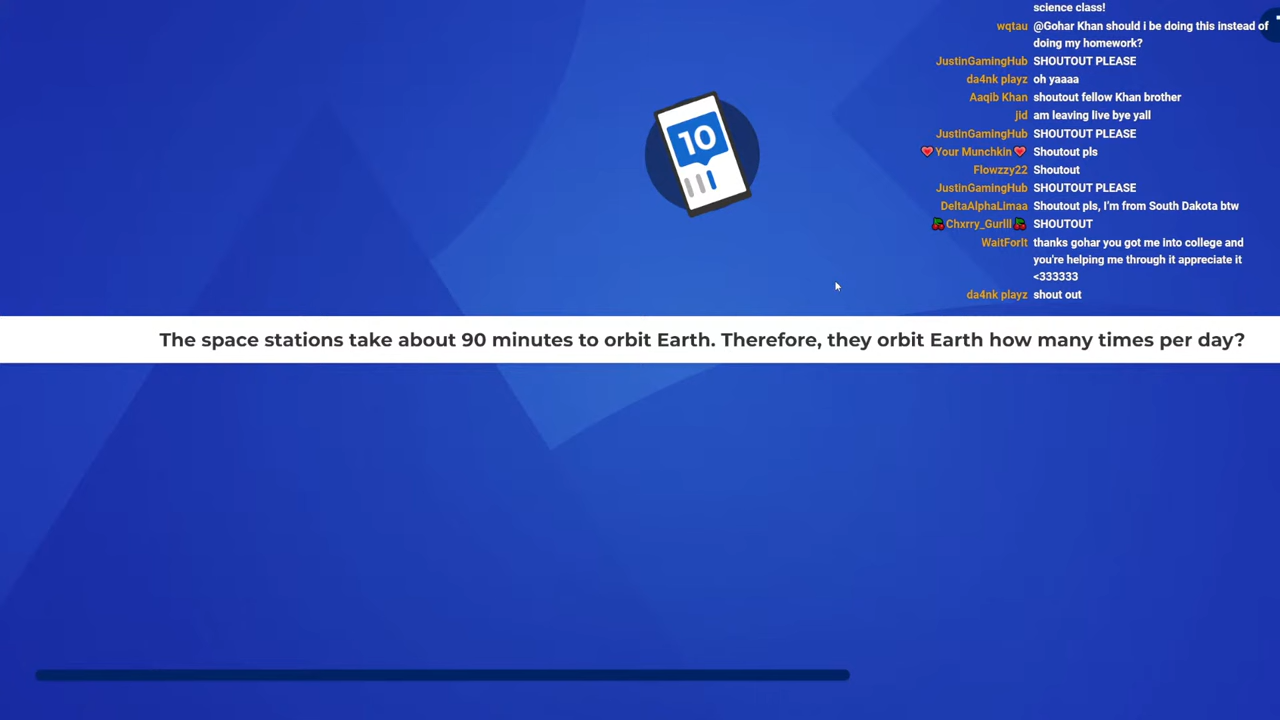 science class!
wqtau @Gohar Khan should i be doing this instead of
doing my homework?
JustinGamingHub SHOUTOUT PLEASE
da4nk playz oh yaaaa
Aaqib Khan shoutout fellow Khan brother
jid am leaving live bye yall
JustinGamingHub SHOUTOUT PLEASE
❤️Your Munchkin❤️ Shoutout pls
Flowzzy22 Shoutout
JustinGamingHub SHOUTOUT PLEASE
DeltaAlphaLimaa Shoutout pls, I'm from South Dakota btw
🍒Chxrry_Gurlll🍒 SHOUTOUT
WaitForIt thanks gohar you got me into college and
you're helping me through it appreciate it
<333333
da4nk playz shout out
10
The space stations take about 90 minutes to orbit Earth. Therefore, they orbit Earth how many times per day?